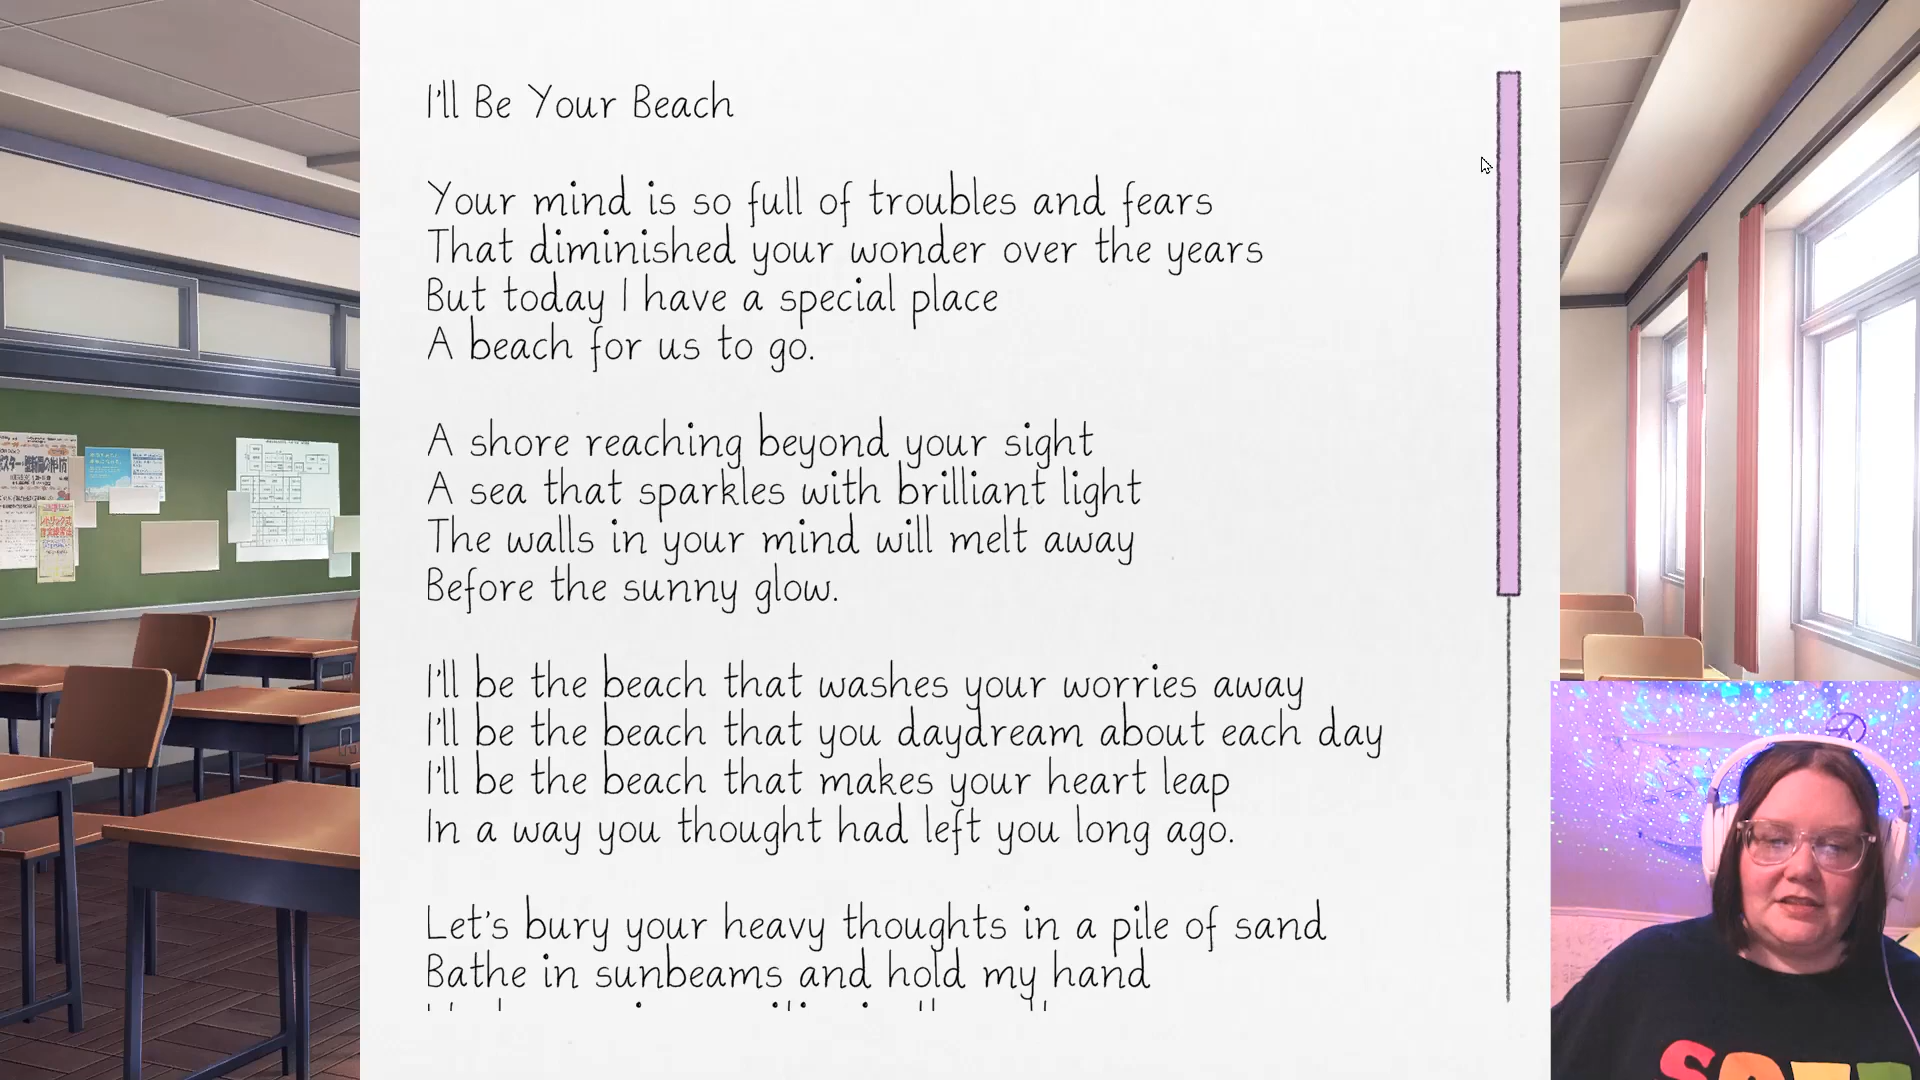 I'll Be Your Beach
Your mind is so full of troubles and fears
That diminished your wonder over the years
But today I have a special place
A beach for us to go.
A shore reaching beyond your sight
A sea that sparkles with brilliant light
The walls in your mind will melt away
Before the sunny glow.
I'll be the beach that washes your worries away
I'll be the beach that you daydream about each day
I'll be the beach that makes your heart leap
In a way you thought had left you long ago.
Let's bury your heavy thoughts in a pile of sand
Bathe in sunbeams and hold my hand